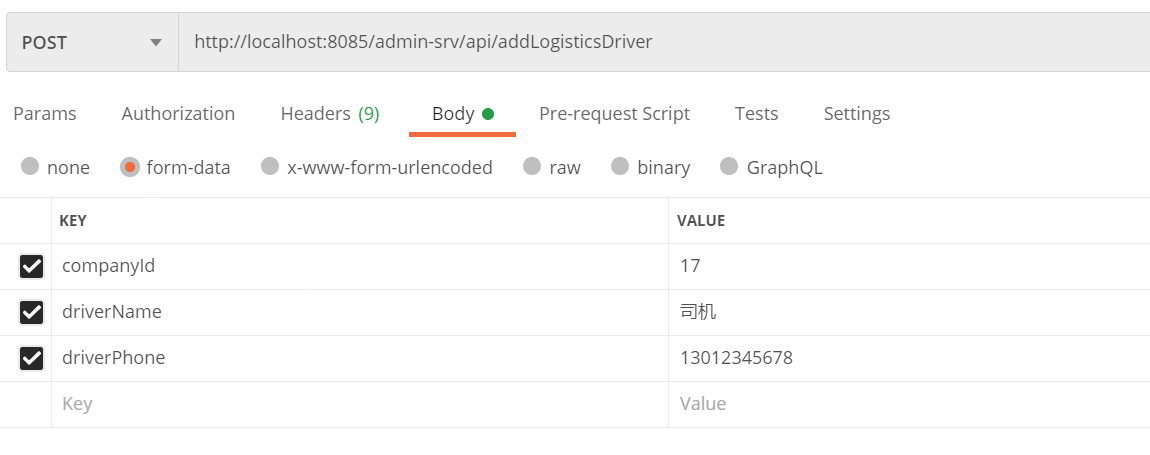 POST http://localhost:8085/admin-srv/api/addLogisticsDriver
Params Authorization Headers (9) Body Pre-request Script Tests Settings
none form-data x-www-form-urlencoded raw binary GraphQL
KEY VALUE
companyId 17
driverName 司机
driverPhone 13012345678
Key Value